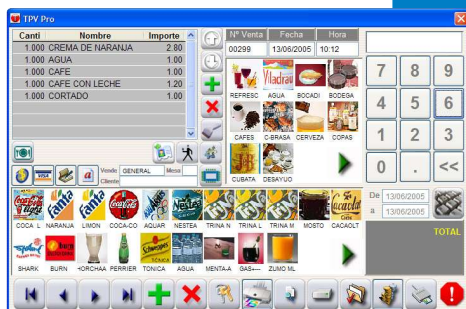 TPV Pro
Canti Nombre Importe
1.000 CREMA DE NARANJA 2.80
1.000 AGUA 1.00
1.000 CAFE 1.00
1.000 CAFE CON LECHE 1.20
1.000 CORTADO 1.00
Nº Venta Fecha Hora
00299 13/06/2005 10:12
REFRESC AGUA BOCADI BODEGA
CAFES C-BRASA CERVEZA COPAS
CUBATA DESAYUO
7 8 9
4 5 6
1 2 3
0 . <<
VISA
a
Vende GENERAL Mesa
Cliente
De 13/06/2005
a 13/06/2005
TOTAL
COCA L NARANJA LIMON COCA-CO AQUAR NESTEA TRINA N TRINA L TRINA M MOSTO CACAOLT
SHARK BURN HORCHAA PERRIER TONICA AGUA MENTA-A GAS---- ZUMO ML